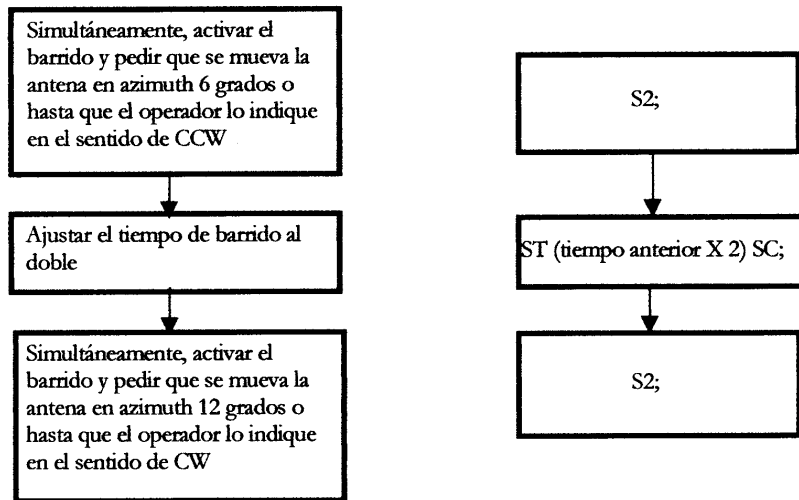 Simultáneamente, activar el
barrido y pedir que se mueva la
antena en azimuth 6 grados o
hasta que el operador lo indique
en el sentido de CCW
S2;
Ajustar el tiempo de barrido al
doble
ST (tiempo anterior X 2) SC;
Simultáneamente, activar el
barrido y pedir que se mueva la
antena en azimuth 12 grados o
hasta que el operador lo indique
en el sentido de CW
S2;